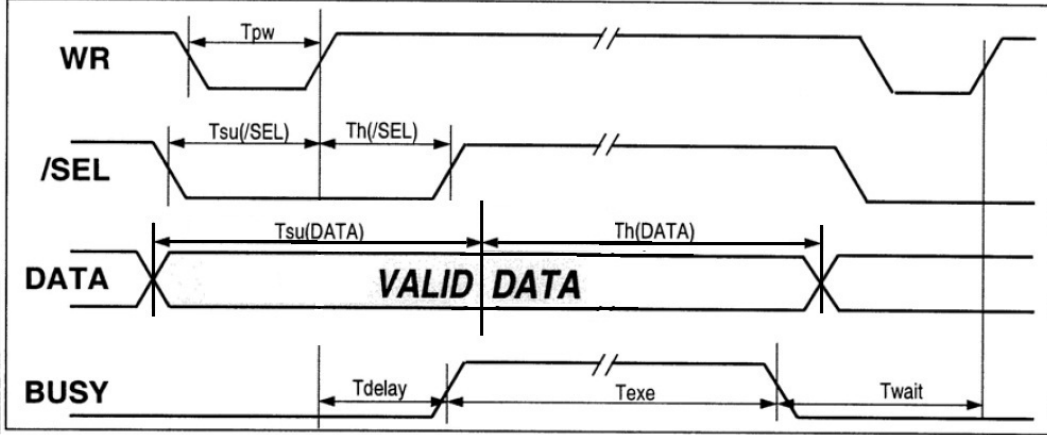 Tpw
WR
Tsu(/SEL) Th(/SEL)
/SEL
Tsu(DATA) Th(DATA)
DATA VALID DATA
BUSY Tdelay Texe Twait